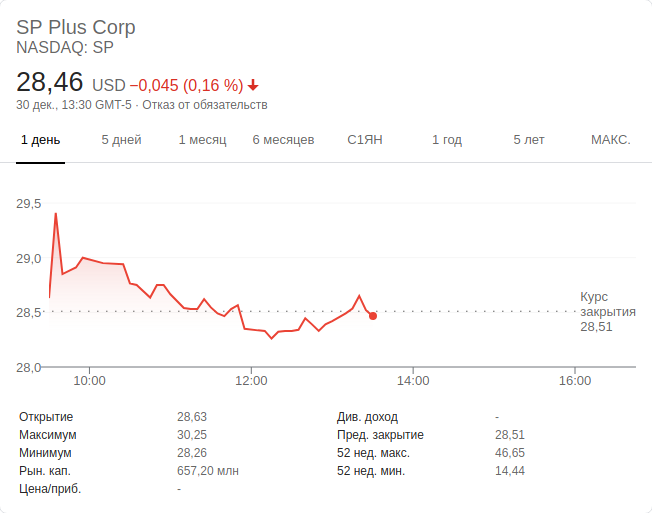 SP Plus Corp
NASDAQ: SP
28,46 USD −0,045 (0,16 %)
30 дек., 13:30 GMT-5 · Отказ от обязательств
1 день 5 дней 1 месяц 6 месяцев С1ЯН 1 год 5 лет МАКС.
29,5
29,0
28,5
28,0
Курс
закрытия
28,51
10:00 12:00 14:00 16:00
Открытие 28,63 Див. доход -
Максимум 30,25 Пред. закрытие 28,51
Минимум 28,26 52 нед. макс. 46,65
Рын. кап. 657,20 млн 52 нед. мин. 14,44
Цена/приб. -